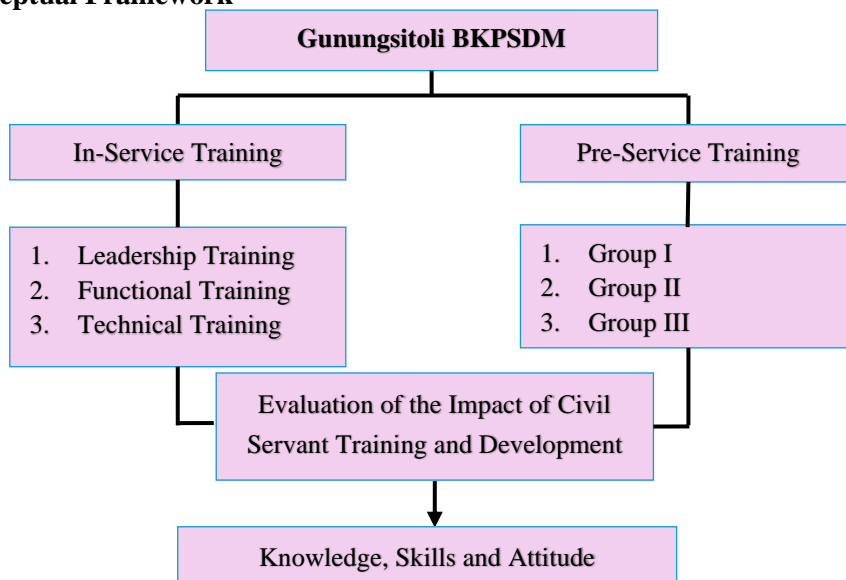 eptual Framework
Gunungsitoli BKPSDM
In-Service Training
Pre-Service Training
1. Leadership Training
2. Functional Training
3. Technical Training
1. Group I
2. Group II
3. Group III
Evaluation of the Impact of Civil
Servant Training and Development
Knowledge, Skills and Attitude